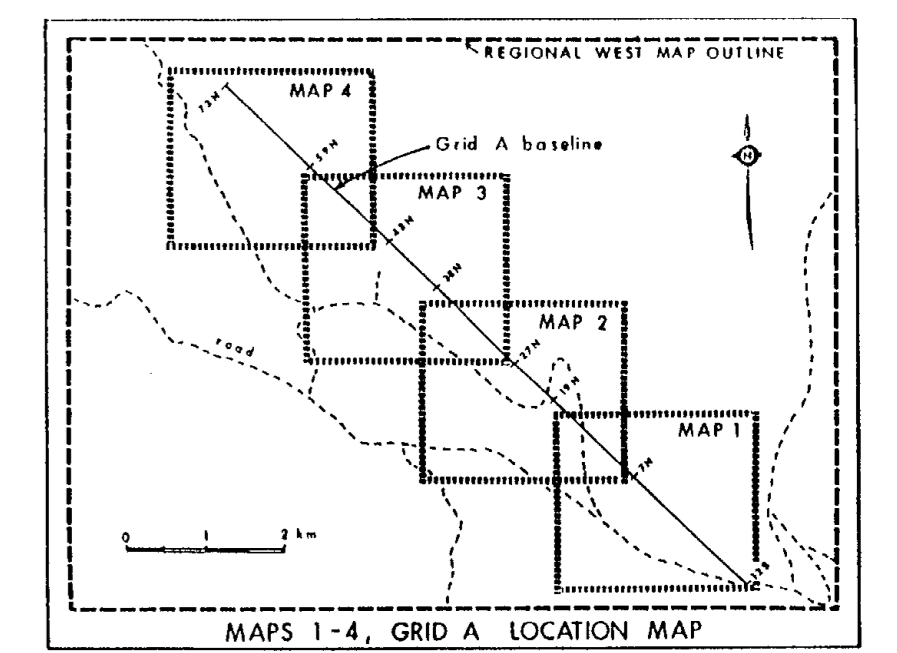 REGIONAL WEST MAP OUTLINE
MAP 4
73N
59N
Grid A baseline
N
MAP 3
48N
38N
MAP 2
road
27N
19N
MAP 1
7N
0 1 2 km
MAPS 1-4, GRID A LOCATION MAP